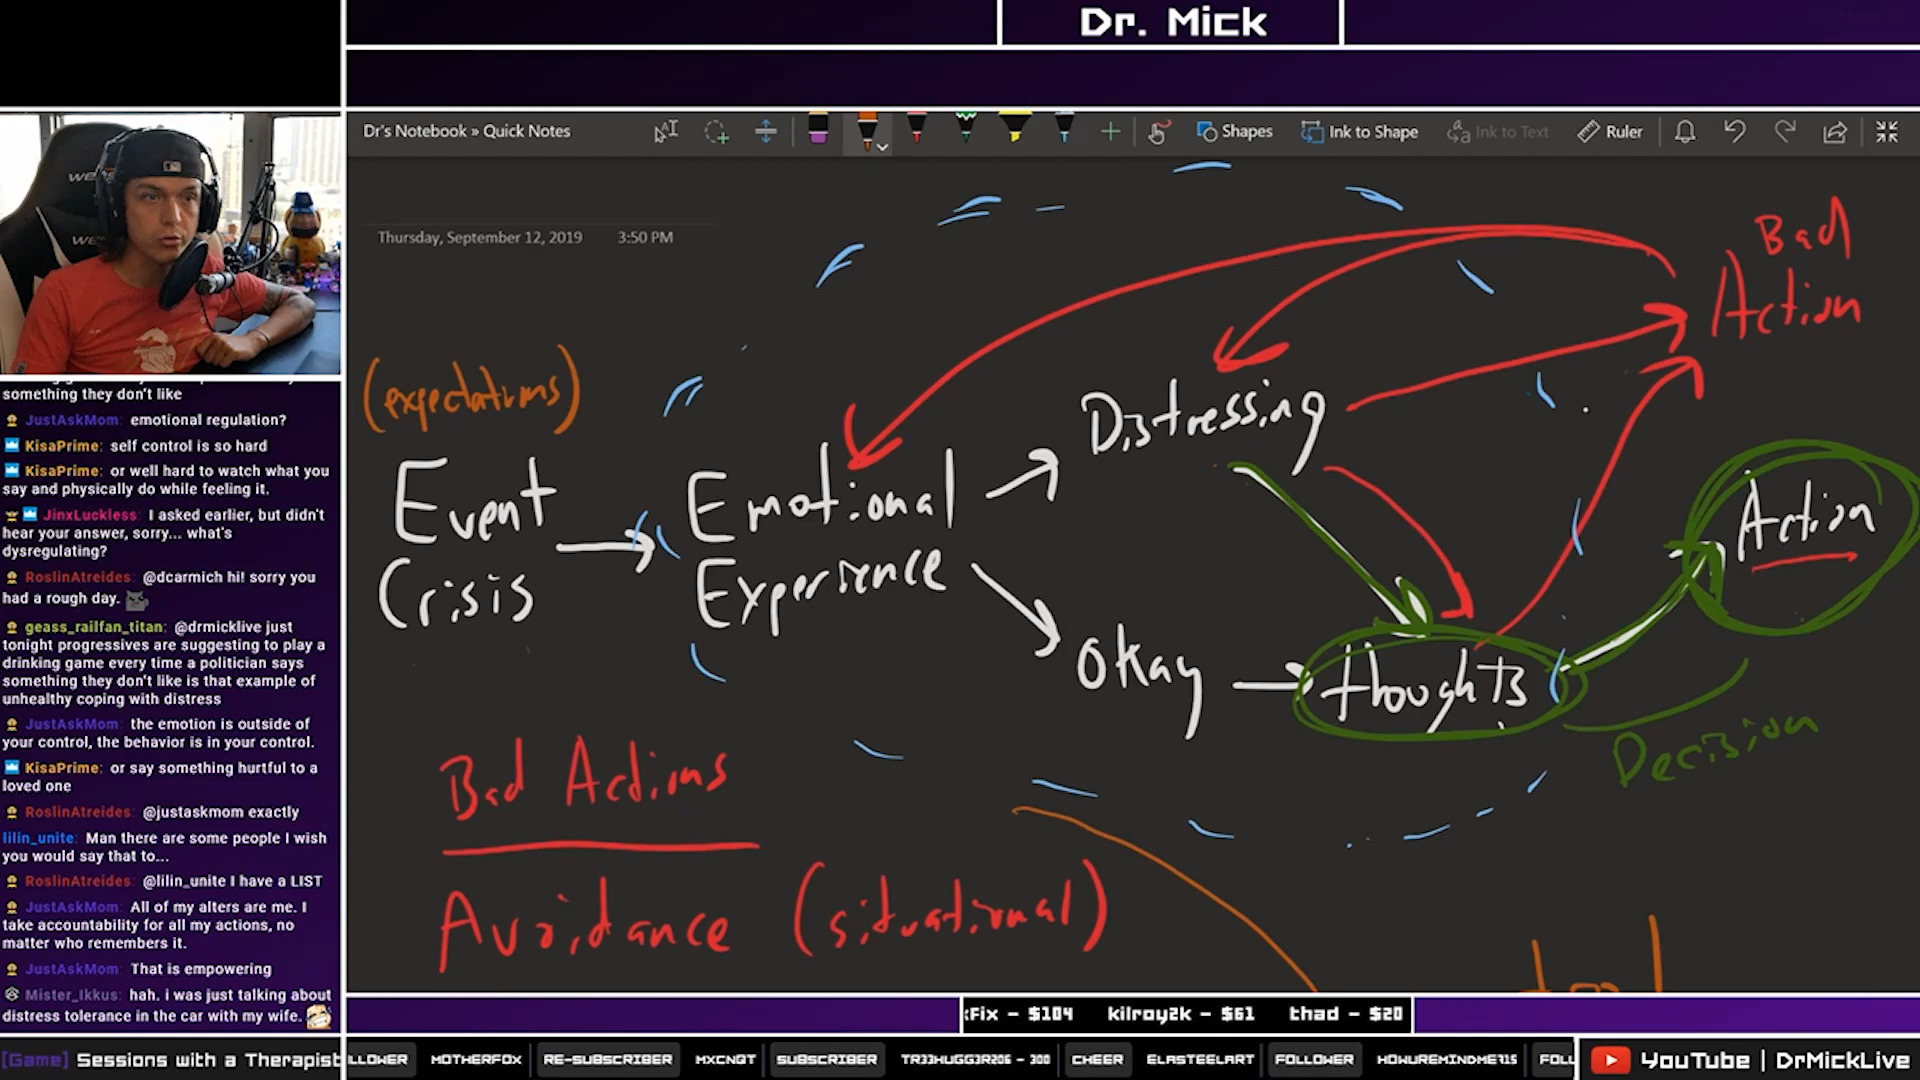 Dr. Mick
Dr's Notebook » Quick Notes
Shapes
Ink to Shape
Ink to Text
Ruler
Thursday, September 12, 2019 3:50 PM
Bad
Action
(expectations)
Distressing
Event
Crisis
Emotional
Experience
Action
Okay
thoughts
Decision
Bad Actions
Avoidance (situational)
something they don't like
JustAskMom: emotional regulation?
KisaPrime: self control is so hard
KisaPrime: or well hard to watch what you
say and physically do while feeling it.
JinxLuckless: I asked earlier, but didn't
hear your answer, sorry... what's
dysregulating?
RoslinAtreides: @dcarmich hi! sorry you
had a rough day.
geass_railfan_titan: @drmicklive just
tonight progressives are suggesting to play a
drinking game every time a politician says
something they don't like is that example of
unhealthy coping with distress
JustAskMom: the emotion is outside of
your control, the behavior is in your control.
KisaPrime: or say something hurtful to a
loved one
RoslinAtreides: @justaskmom exactly
lilin_unite: Man there are some people I wish
you would say that to...
RoslinAtreides: @lilin_unite I have a LIST
JustAskMom: All of my alters are me. I
take accountability for all my actions, no
matter who remembers it.
JustAskMom: That is empowering
Mister_Ikkus: hah. i was just talking about
distress tolerance in the car with my wife.
:Fix - $104 kilroy2k - $61 thad - $20
[Game] Sessions with a Therapist
LLOWER MOTHERFOX RE-SUBSCRIBER MXCNQT SUBSCRIBER TR33HUGG3R206 - 300 CHEER ELASTEELART FOLLOWER HOWUREMINDME715 FOLL
YouTube | DrMickLive